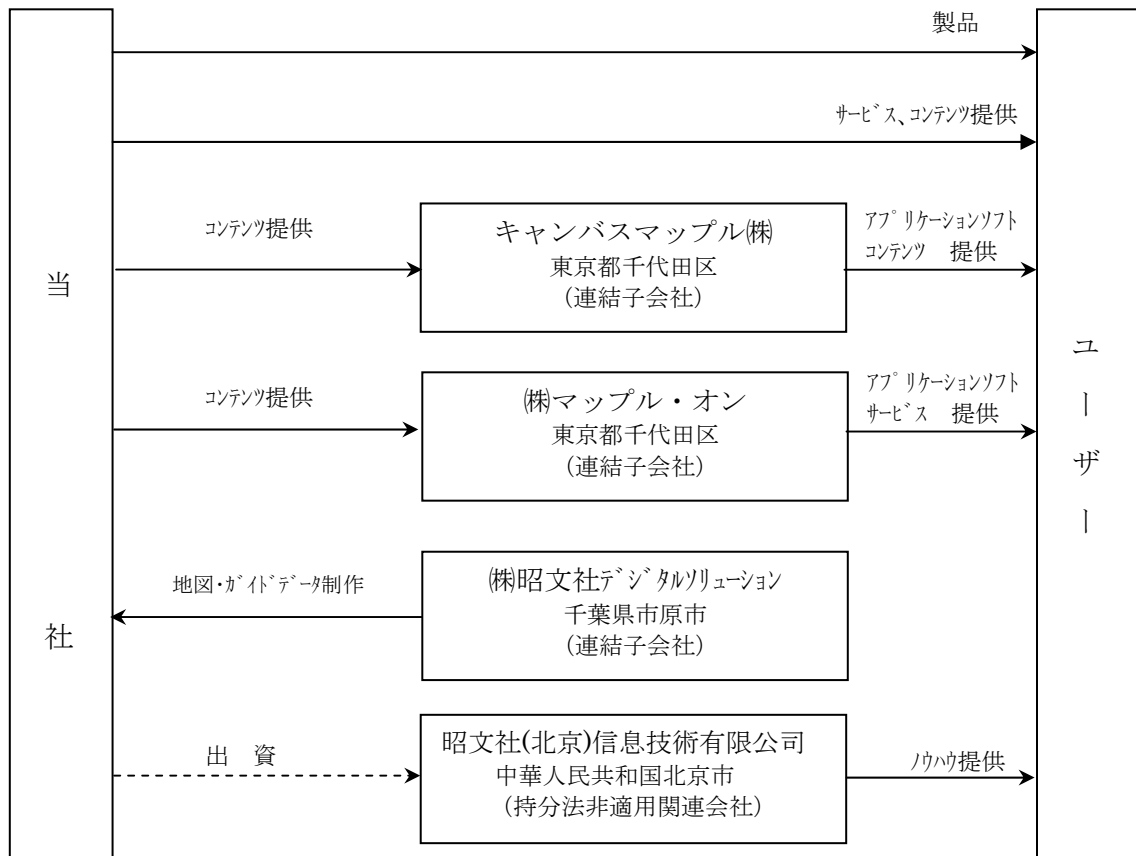 製品
サービス、コンテンツ提供
コンテンツ提供
キャンバスマップル㈱
東京都千代田区
(連結子会社)
アプリケーションソフト
コンテンツ 提供
コンテンツ提供
㈱マップル・オン
東京都千代田区
(連結子会社)
アプリケーションソフト
サービス 提供
地図・ガイドデータ制作
㈱昭文社デジタルソリューション
千葉県市原市
(連結子会社)
出 資
昭文社(北京)信息技術有限公司
中華人民共和国北京市
(持分法非適用関連会社)
ノウハウ提供
当社
ユーザー